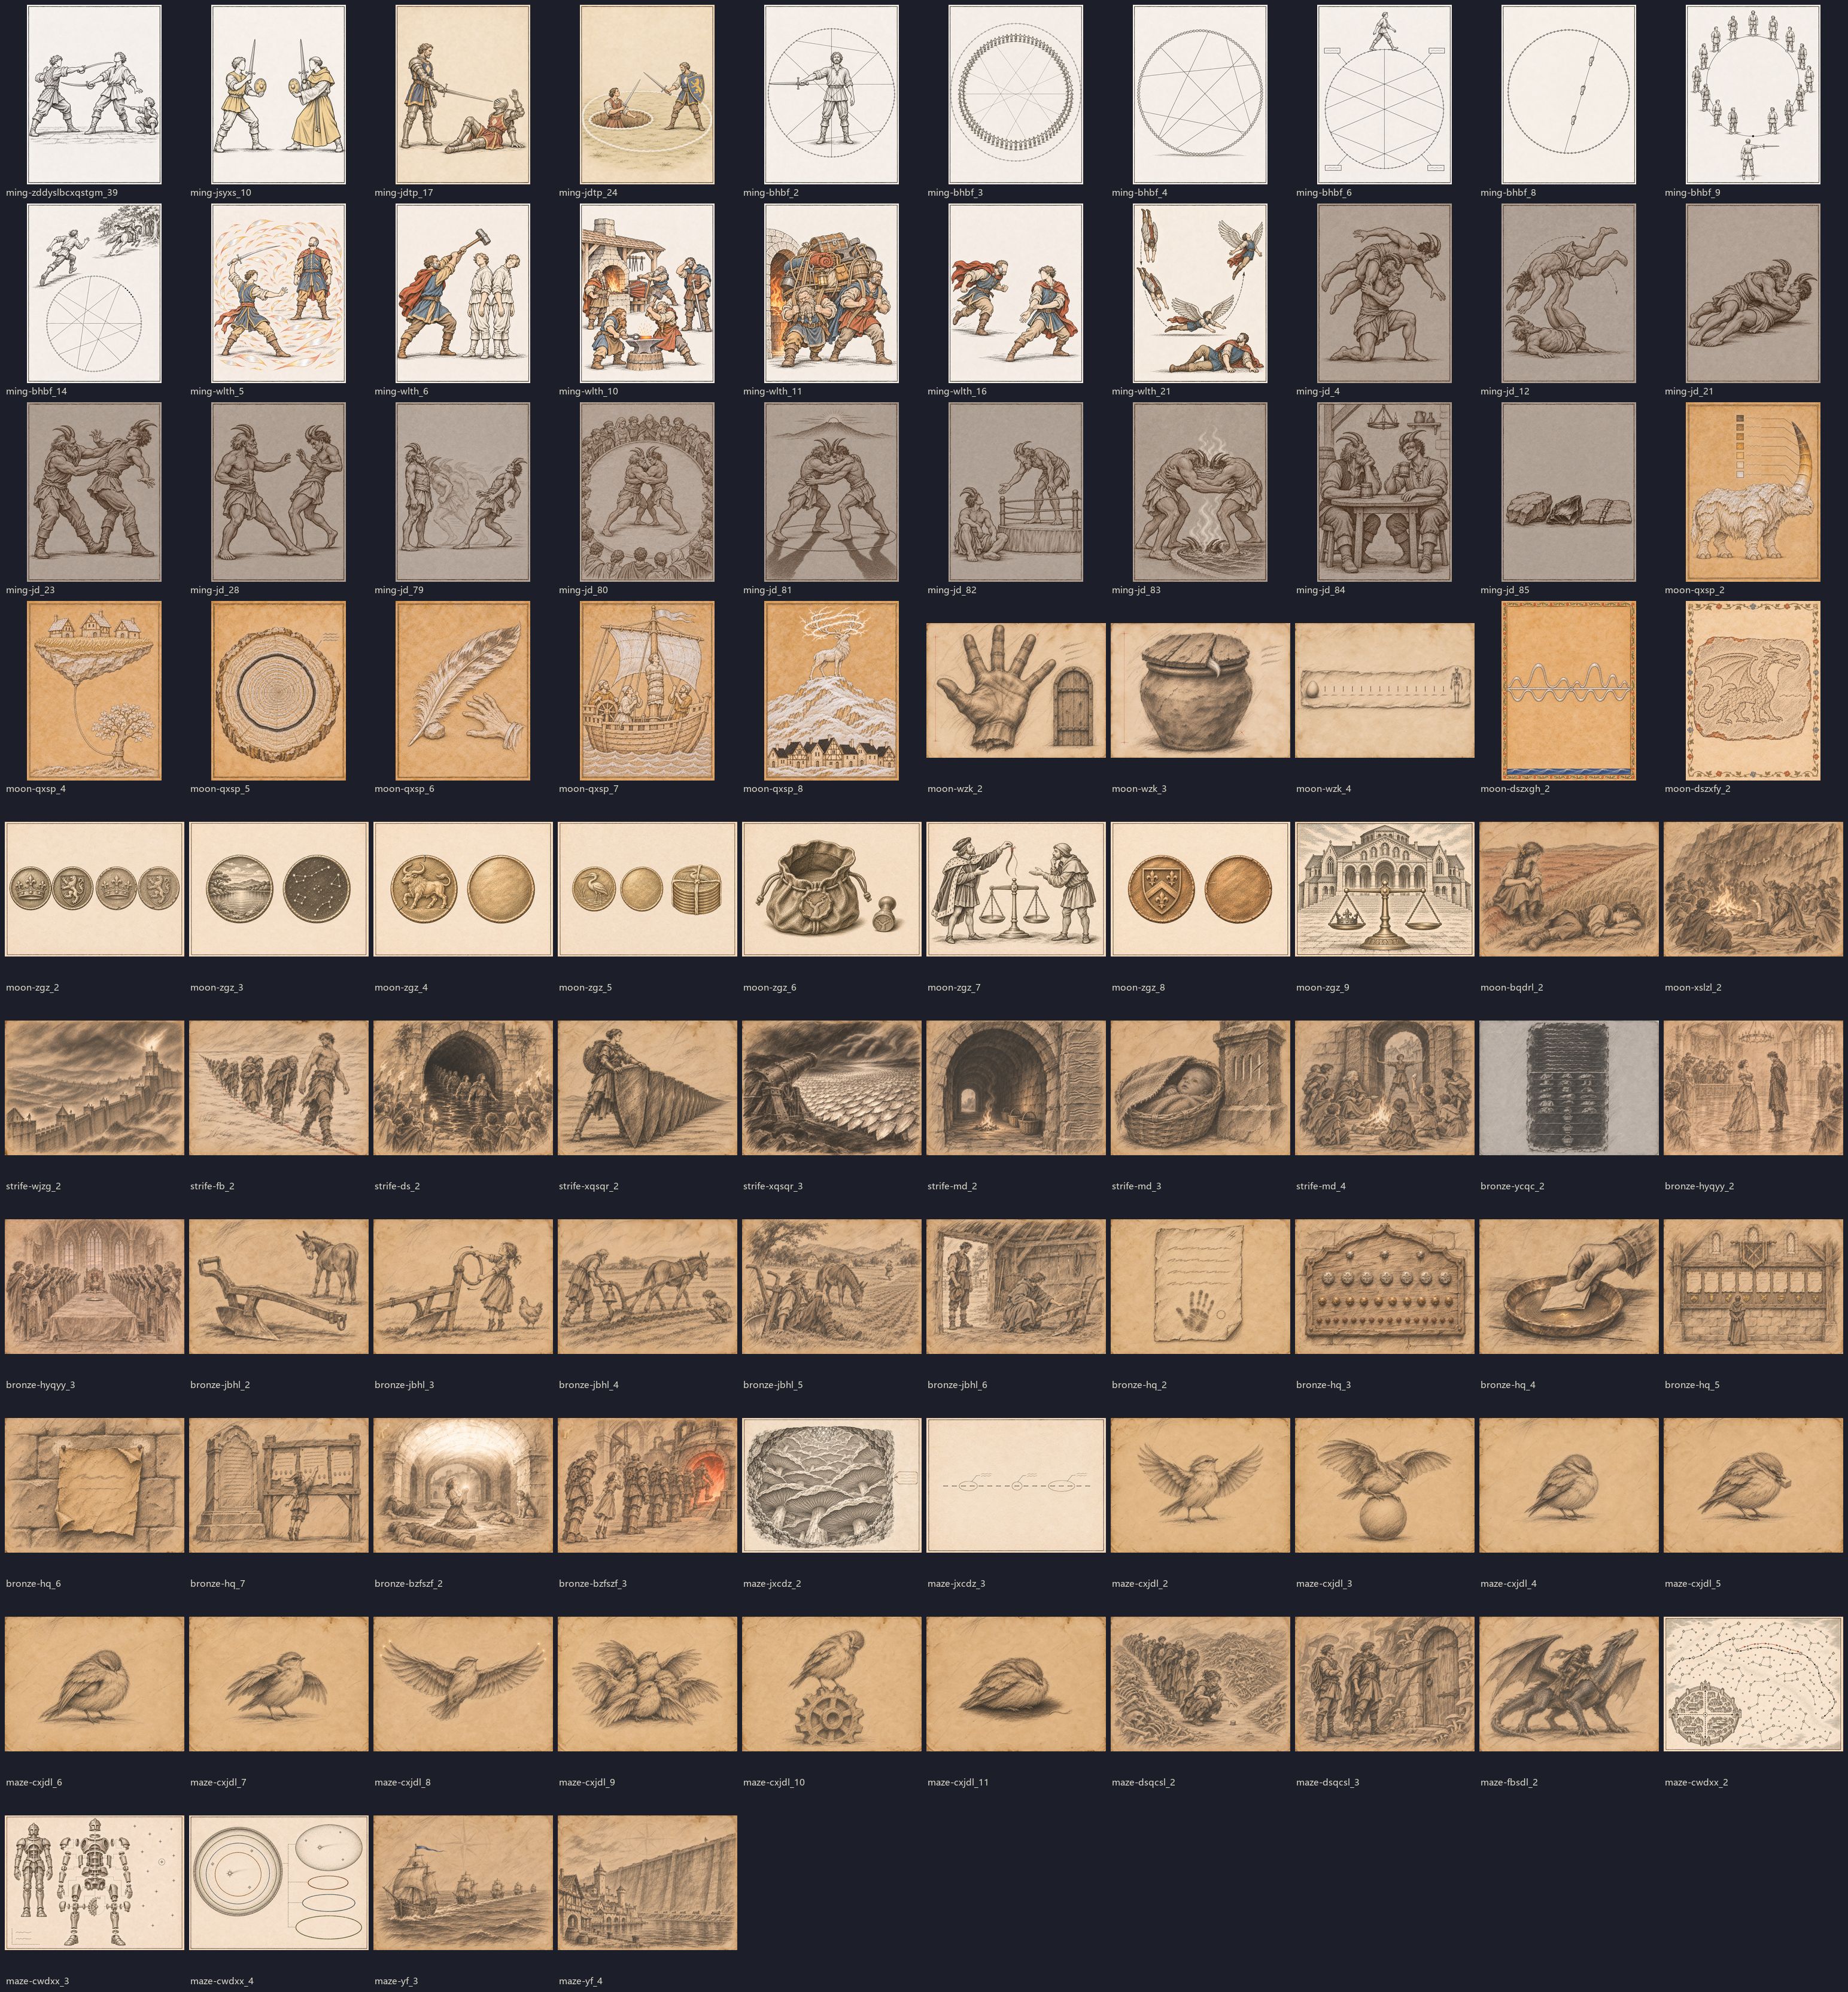 ming-zddyslbcxqstgm_39
ming-jsyxs_10
ming-jdtp_17
ming-jdtp_24
ming-bhbf_2
ming-bhbf_3
ming-bhbf_4
ming-bhbf_6
ming-bhbf_8
ming-bhbf_9
ming-bhbf_14
ming-wlth_5
ming-wlth_6
ming-wlth_10
ming-wlth_11
ming-wlth_16
ming-wlth_21
ming-jd_4
ming-jd_12
ming-jd_21
ming-jd_23
ming-jd_28
ming-jd_79
ming-jd_80
ming-jd_81
ming-jd_82
ming-jd_83
ming-jd_84
ming-jd_85
moon-qxsp_2
moon-qxsp_4
moon-qxsp_5
moon-qxsp_6
moon-qxsp_7
moon-qxsp_8
moon-wzk_2
moon-wzk_3
moon-wzk_4
moon-dszxgh_2
moon-dszxfy_2
moon-zgz_2
moon-zgz_3
moon-zgz_4
moon-zgz_5
moon-zgz_6
moon-zgz_7
moon-zgz_8
moon-zgz_9
moon-bqdrl_2
moon-xslzl_2
strife-wjzg_2
strife-fb_2
strife-ds_2
strife-xqsqr_2
strife-xqsqr_3
strife-md_2
strife-md_3
strife-md_4
bronze-ycqc_2
bronze-hyqyy_2
bronze-hyqyy_3
bronze-jbhl_2
bronze-jbhl_3
bronze-jbhl_4
bronze-jbhl_5
bronze-jbhl_6
bronze-hq_2
bronze-hq_3
bronze-hq_4
bronze-hq_5
bronze-hq_6
bronze-hq_7
bronze-bzfszf_2
bronze-bzfszf_3
maze-jxcdz_2
maze-jxcdz_3
maze-cxjdl_2
maze-cxjdl_3
maze-cxjdl_4
maze-cxjdl_5
maze-cxjdl_6
maze-cxjdl_7
maze-cxjdl_8
maze-cxjdl_9
maze-cxjdl_10
maze-cxjdl_11
maze-dsqcsl_2
maze-dsqcsl_3
maze-fbsdl_2
maze-cwdxx_2
maze-cwdxx_3
maze-cwdxx_4
maze-yf_3
maze-yf_4